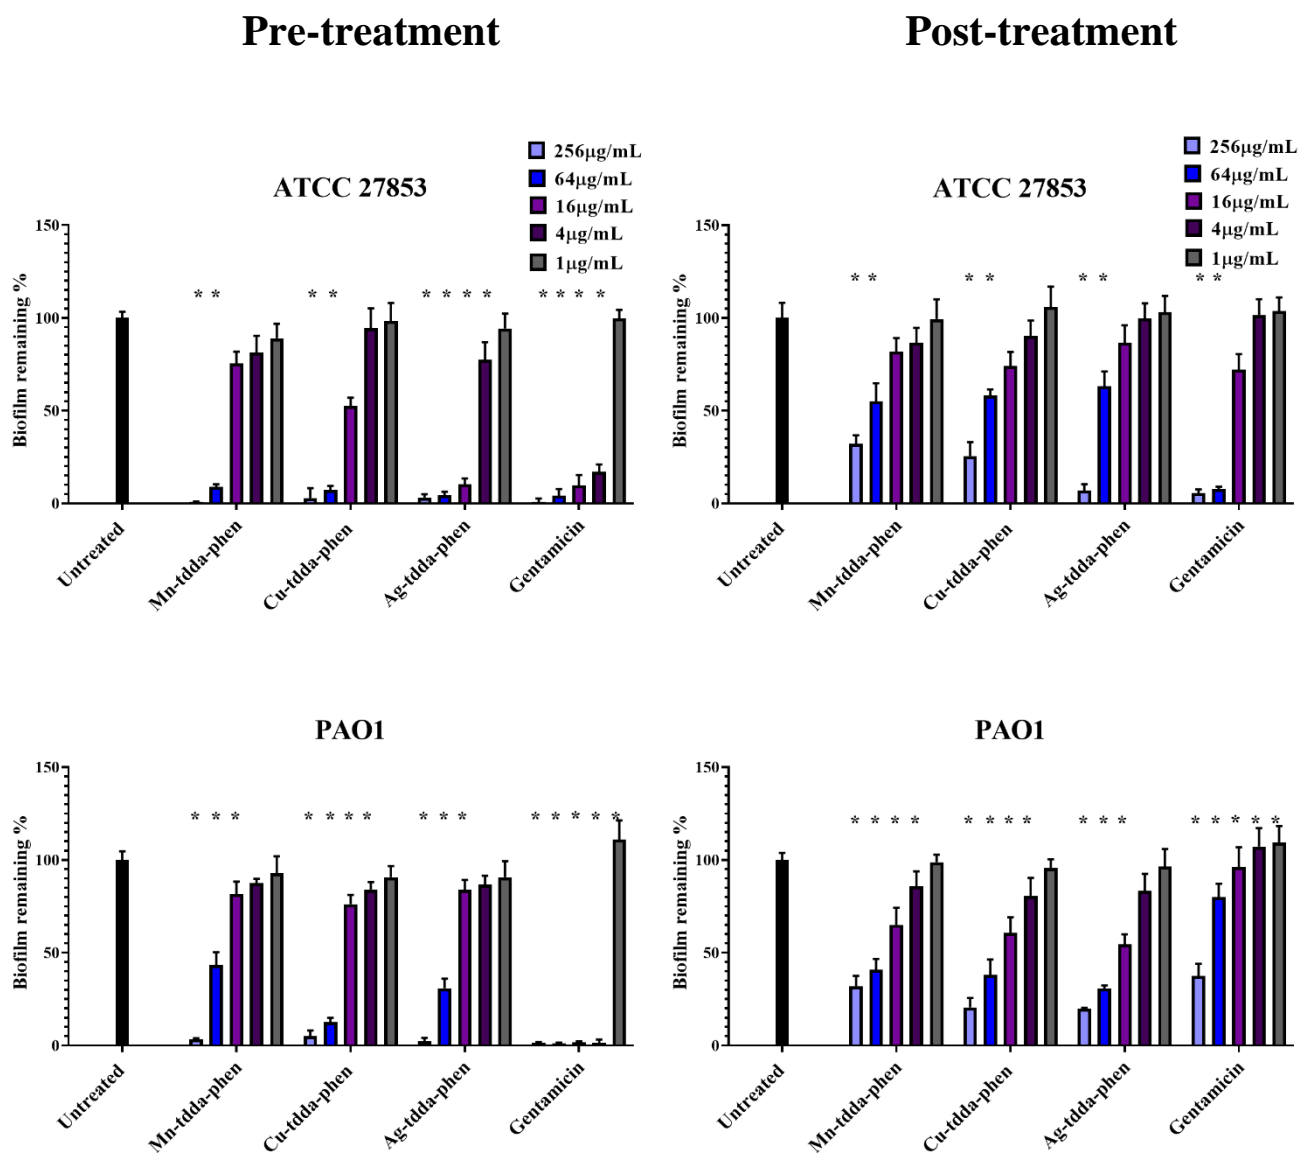 Pre-treatment
Post-treatment
256μg/mL
64μg/mL
16μg/mL
4μg/mL
1μg/mL
ATCC 27853
150
100
50
0
Biofilm remaining %
* *
* *
* * * *
* * * *
Untreated
Mn-tdda-phen
Cu-tdda-phen
Ag-tdda-phen
Gentamicin
256μg/mL
64μg/mL
16μg/mL
4μg/mL
1μg/mL
ATCC 27853
150
100
50
0
Biofilm remaining %
* *
* *
* *
* *
Untreated
Mn-tdda-phen
Cu-tdda-phen
Ag-tdda-phen
Gentamicin
PAO1
150
100
50
0
Biofilm remaining %
* * *
* * * *
* * *
* * * * *
Untreated
Mn-tdda-phen
Cu-tdda-phen
Ag-tdda-phen
Gentamicin
PAO1
150
100
50
0
Biofilm remaining %
* * * *
* * * *
* * *
* * * * *
Untreated
Mn-tdda-phen
Cu-tdda-phen
Ag-tdda-phen
Gentamicin